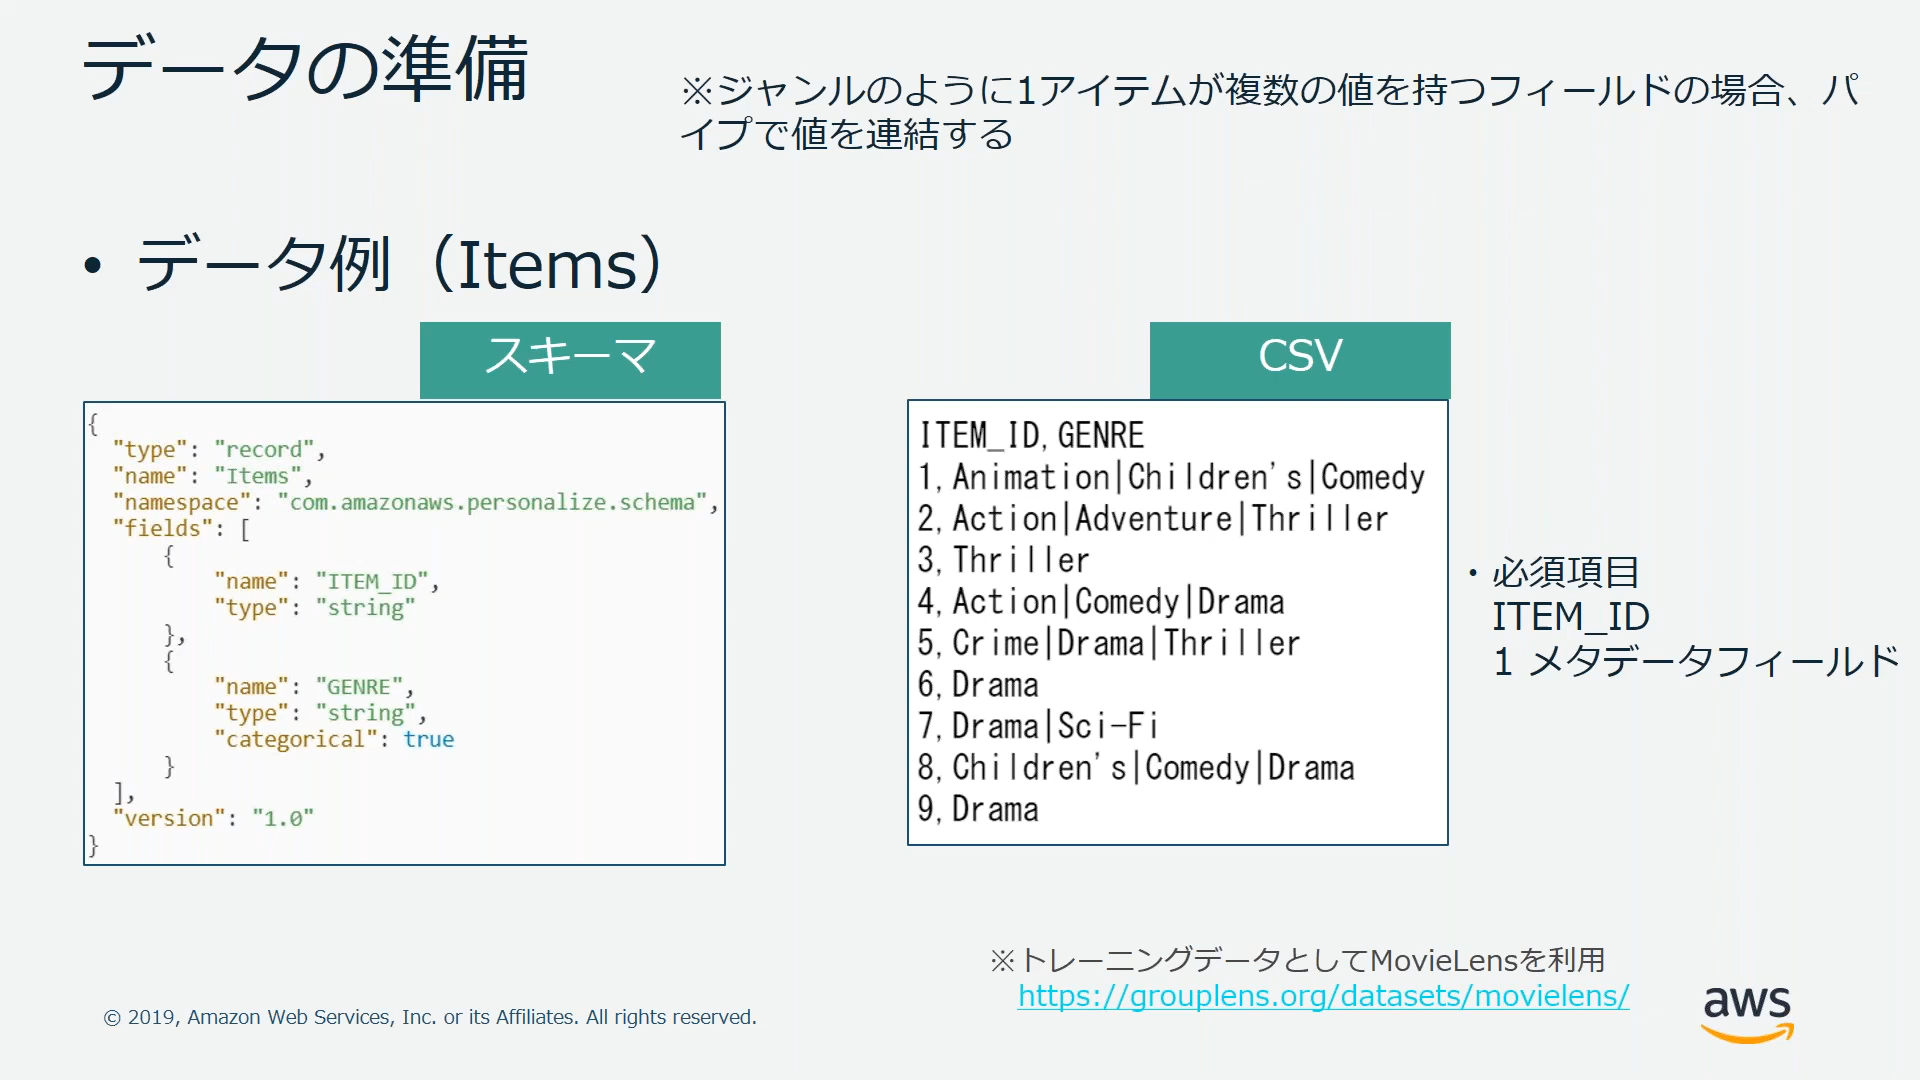 データの準備
※ジャンルのように1アイテムが複数の値を持つフィールドの場合、パ
イプで値を連結する
• データ例（Items）
スキーマ
{
  "type": "record",
  "name": "Items",
  "namespace": "com.amazonaws.personalize.schema",
  "fields": [
      {
          "name": "ITEM_ID",
          "type": "string"
      },
      {
          "name": "GENRE",
          "type": "string",
          "categorical": true
      }
  ],
  "version": "1.0"
}
CSV
ITEM_ID,GENRE
1,Animation|Children's|Comedy
2,Action|Adventure|Thriller
3,Thriller
4,Action|Comedy|Drama
5,Crime|Drama|Thriller
6,Drama
7,Drama|Sci-Fi
8,Children's|Comedy|Drama
9,Drama
・必須項目
ITEM_ID
1 メタデータフィールド
※トレーニングデータとしてMovieLensを利用
https://grouplens.org/datasets/movielens/
© 2019, Amazon Web Services, Inc. or its Affiliates. All rights reserved.
aws